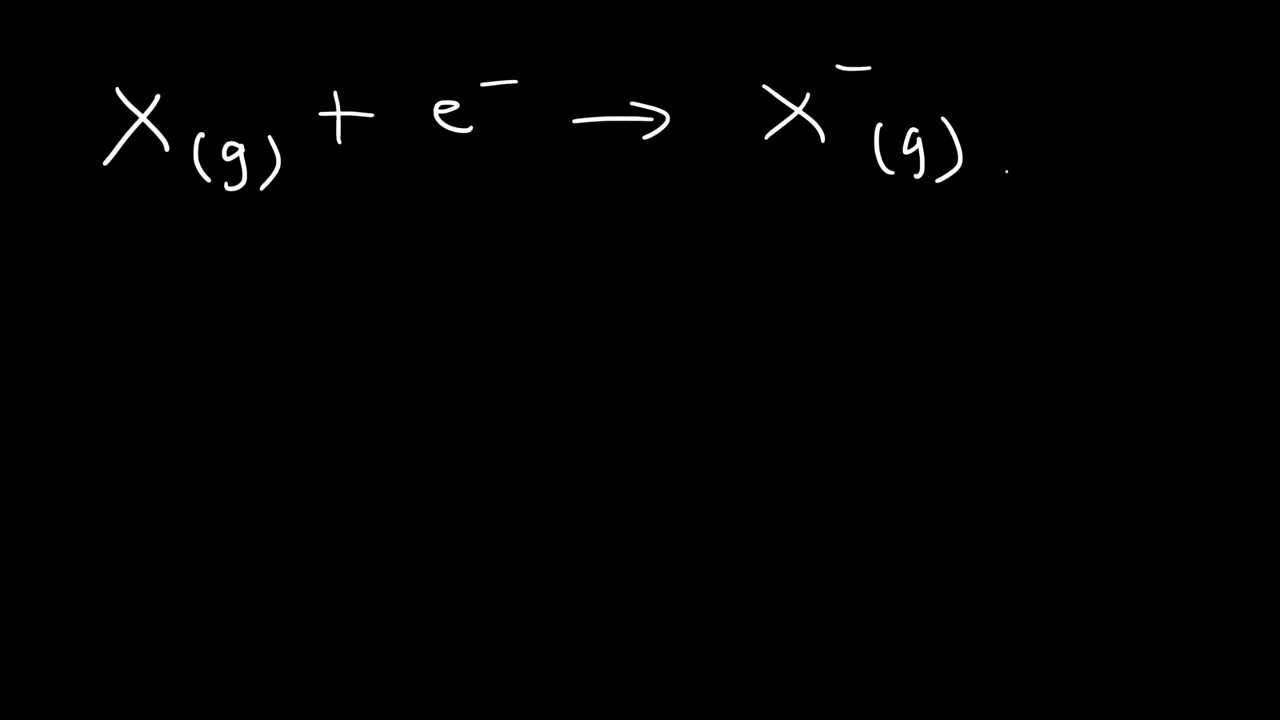 X(g) + e⁻ → X⁻(g)